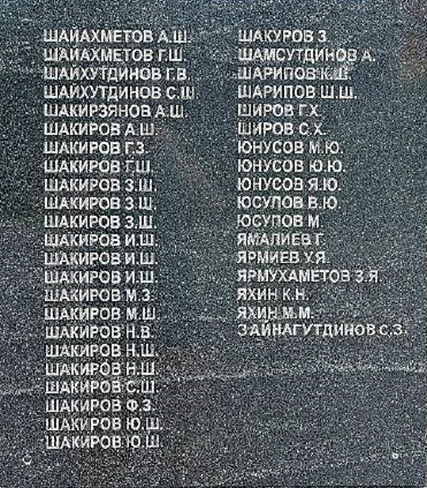 ШАЙАХМЕТОВ А.Ш.
ШАЙАХМЕТОВ Г.Ш.
ШАЙХУТДИНОВ Г.В.
ШАЙХУТДИНОВ С.Ш.
ШАКИРЗЯНОВ А.Ш.
ШАКИРОВ А.Ш.
ШАКИРОВ Г.З.
ШАКИРОВ Г.Ш.
ШАКИРОВ З.Ш.
ШАКИРОВ З.Ш.
ШАКИРОВ З.Ш.
ШАКИРОВ И.Ш.
ШАКИРОВ И.Ш.
ШАКИРОВ И.Ш.
ШАКИРОВ М.З.
ШАКИРОВ М.Ш.
ШАКИРОВ Н.В.
ШАКИРОВ Н.Ш.
ШАКИРОВ Н.Ш.
ШАКИРОВ С.Ш.
ШАКИРОВ Ф.З.
ШАКИРОВ Ю.Ш.
ШАКИРОВ Ю.Ш.
ШАКУРОВ З.
ШАМСУТДИНОВ А.
ШАРИПОВ К.Ш.
ШАРИПОВ Ш.Ш.
ШИРОВ Г.Х.
ШИРОВ С.Х.
ЮНУСОВ М.Ю.
ЮНУСОВ Ю.Ю.
ЮНУСОВ Я.Ю.
ЮСУПОВ В.Ю.
ЮСУПОВ М.
ЯМАЛИЕВ Г.
ЯРМИЕВ У.Я.
ЯРМУХАМЕТОВ З.Я.
ЯХИН К.Н.
ЯХИН М.М.
ЗАЙНАГУТДИНОВ С.З.